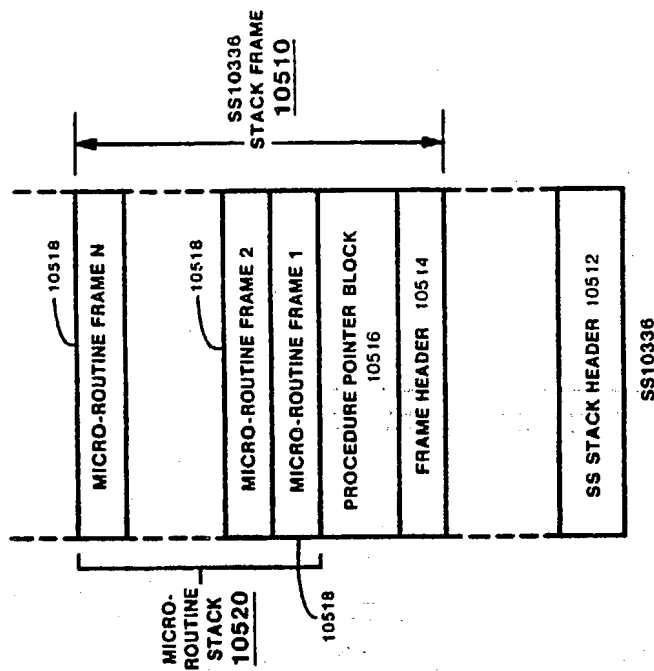 10518
MICRO-ROUTINE FRAME N
SS10336
STACK FRAME
10510
10518
MICRO-ROUTINE FRAME 2
MICRO-ROUTINE FRAME 1
MICRO-
ROUTINE
STACK
10520
10518
PROCEDURE POINTER BLOCK
10516
FRAME HEADER 10514
SS STACK HEADER 10512
SS10336